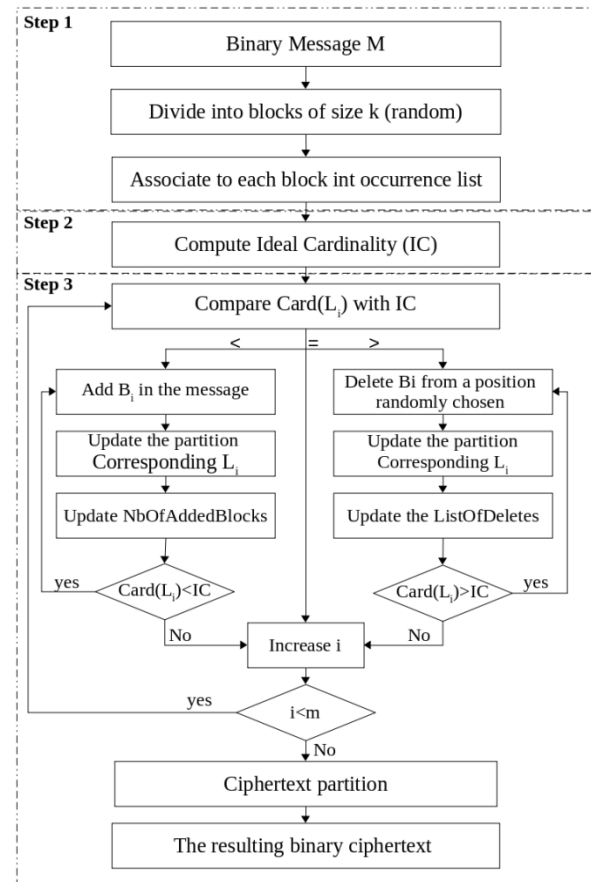 Step 1
Binary Message M
Divide into blocks of size k (random)
Associate to each block int occurrence list
Step 2
Compute Ideal Cardinality (IC)
Step 3
Compare Card(Li) with IC
< = >
Add Bi in the message
Delete Bi from a position
randomly chosen
Update the partition
Corresponding Li
Update the partition
Corresponding Li
Update NbOfAddedBlocks
Update the ListOfDeletes
yes
Card(Li)<IC
Card(Li)>IC
yes
No
No
Increase i
yes
i<m
No
Ciphertext partition
The resulting binary ciphertext